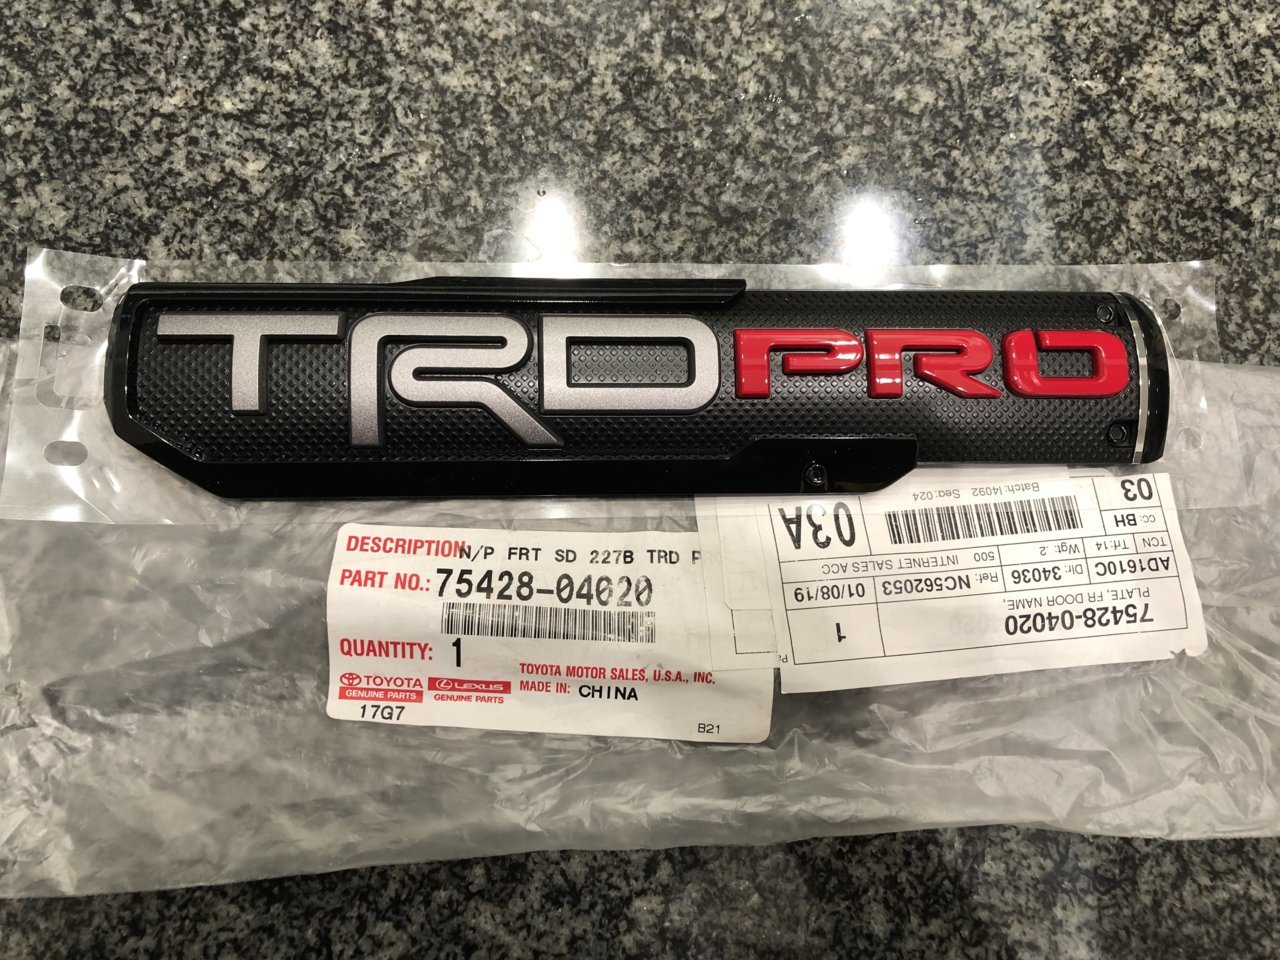 TRD PRO
DESCRIPTION: N/P FRT SD 227B TRD
PART NO.: 75428-04020
QUANTITY: 1
TOYOTA MOTOR SALES, U.S.A., INC.
MADE IN: CHINA
TOYOTA
GENUINE PARTS
LEXUS
GENUINE PARTS
17G7
B21
75428-04020
PLATE, FR DOOR NAME,
1
AD1610C
Dlr: 34036
Ref: NC562053
01/08/19
TCN
Trf:14
Wgt: .2
500 INTERNET SALES ACC
CC: BH
03
03A
Batch: I4092 Seq:024